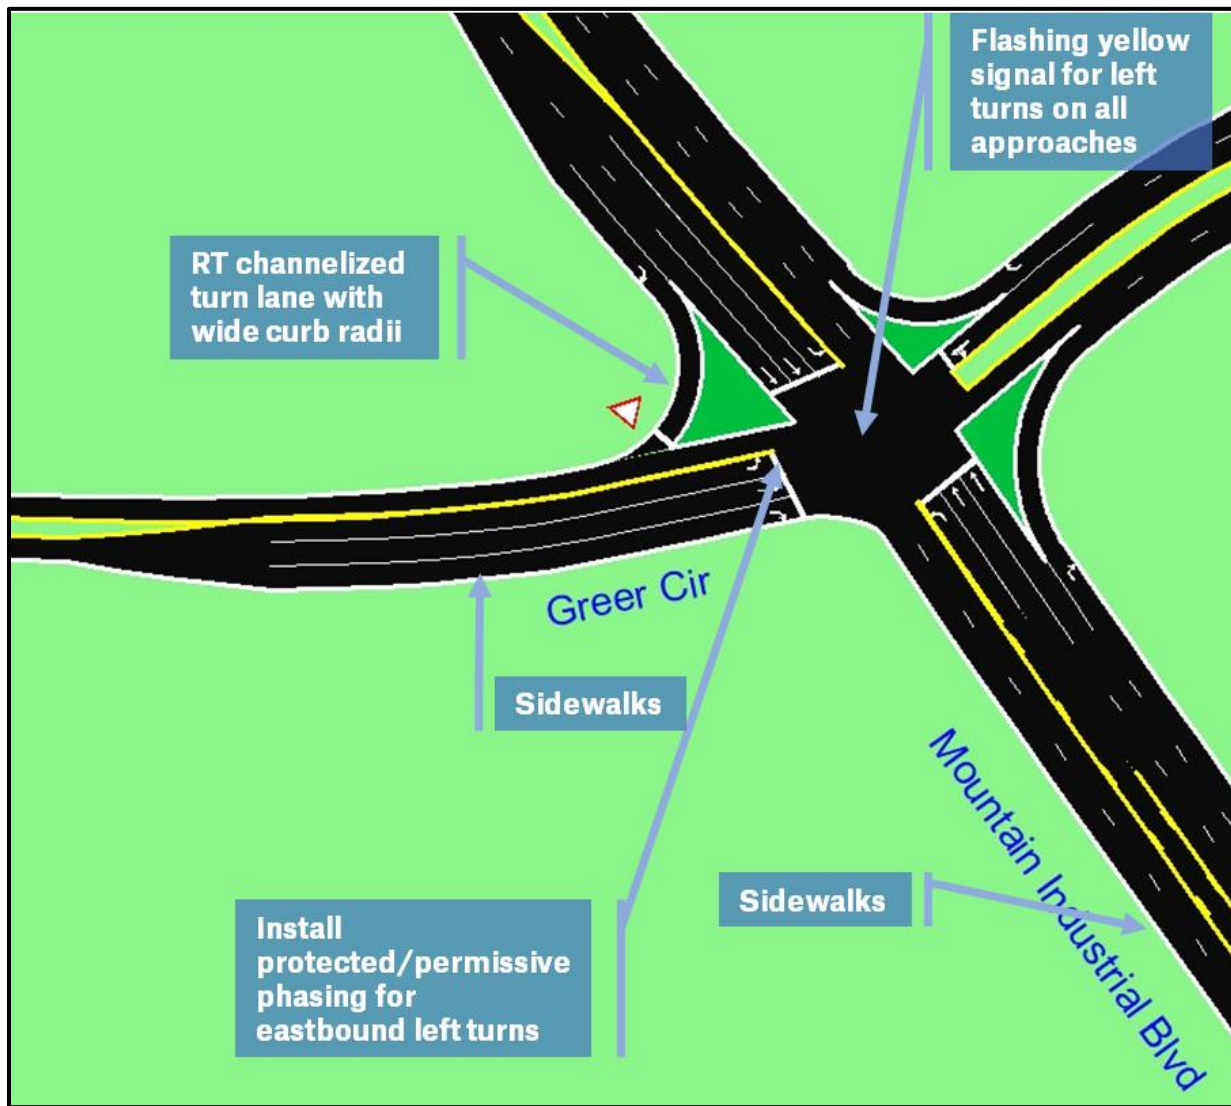 Flashing yellow
signal for left
turns on all
approaches
RT channelized
turn lane with
wide curb radii
Greer Cir
Sidewalks
Mountain Industrial Blvd
Sidewalks
Install
protected/permissive
phasing for
eastbound left turns